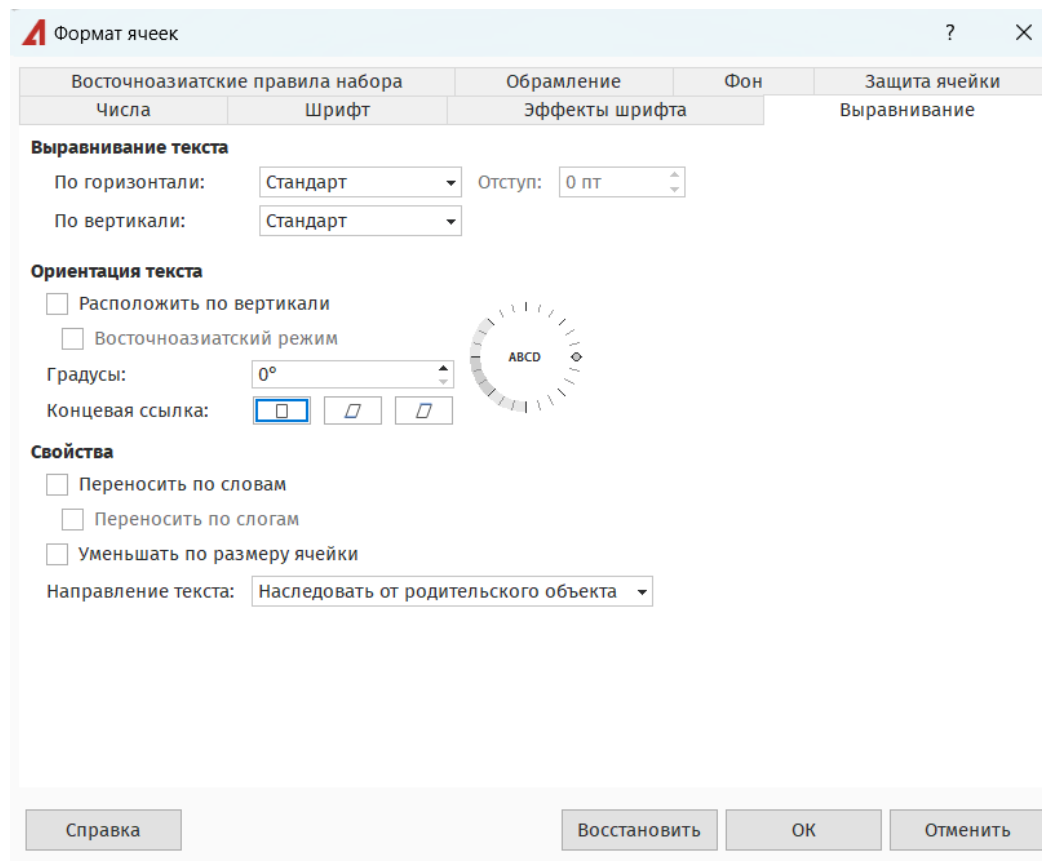 Формат ячеек ?
Восточноазиатские правила набора Обрамление Фон Защита ячейки
Числа Шрифт Эффекты шрифта Выравнивание
Выравнивание текста
По горизонтали: Стандарт Отступ: 0 пт
По вертикали: Стандарт
Ориентация текста
Расположить по вертикали
Восточноазиатский режим
ABCD
Градусы: 0°
Концевая ссылка:
Свойства
Переносить по словам
Переносить по слогам
Уменьшать по размеру ячейки
Направление текста: Наследовать от родительского объекта
Справка Восстановить ОК Отменить